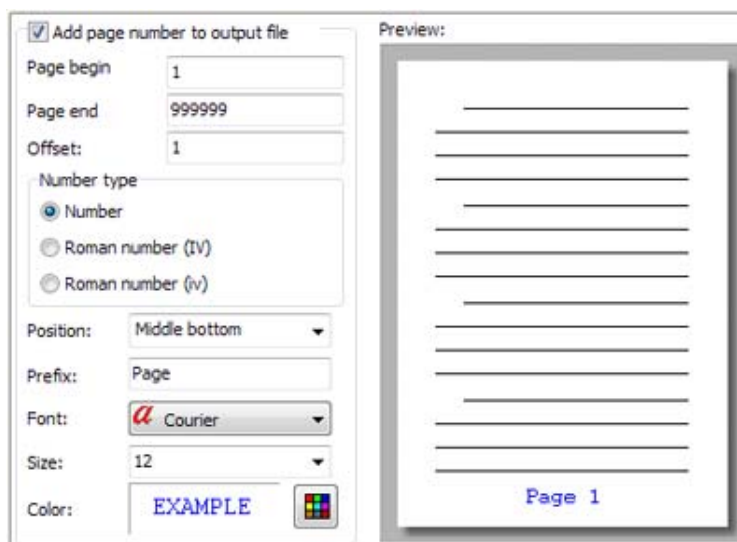 Add page number to output file
Preview:
Page begin 1
Page end 999999
Offset: 1
Number type
Number
Roman number (IV)
Roman number (iv)
Position: Middle bottom
Prefix: Page
Font: a Courier
Size: 12
Color: EXAMPLE
Page 1